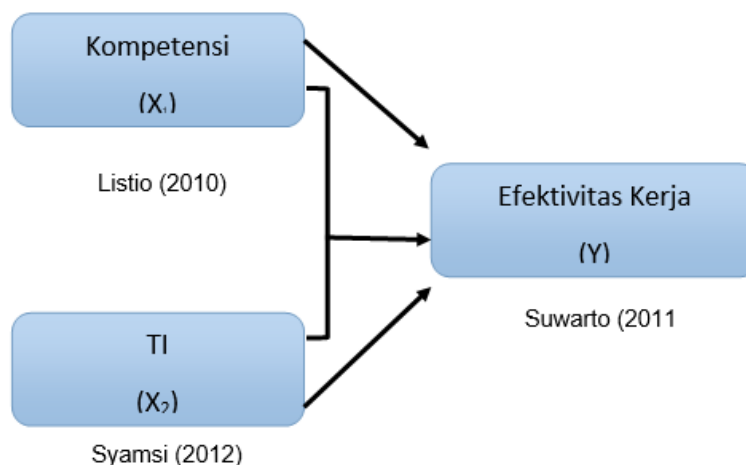 Kompetensi
(X₁)
Listio (2010)
Efektivitas Kerja
(Y)
Suwarto (2011
TI
(X₂)
Syamsi (2012)